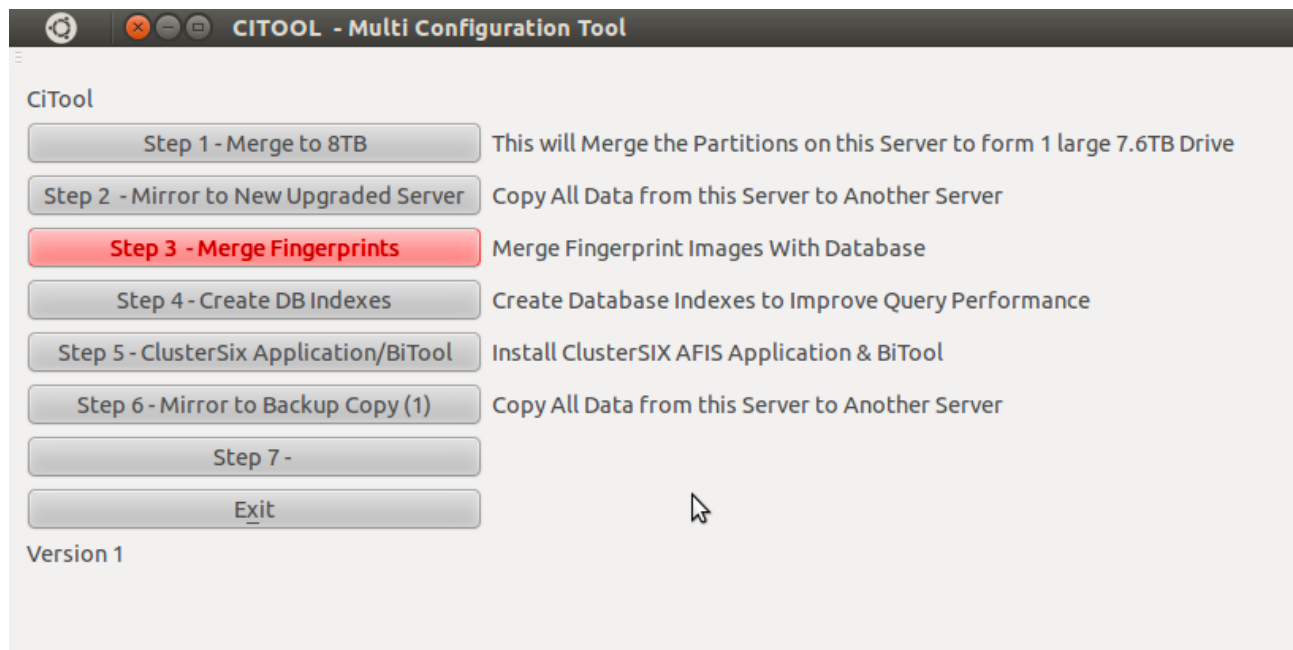 CITOOL - Multi Configuration Tool
CiTool
Step 1 - Merge to 8TB This will Merge the Partitions on this Server to form 1 large 7.6TB Drive
Step 2 - Mirror to New Upgraded Server Copy All Data from this Server to Another Server
Step 3 - Merge Fingerprints Merge Fingerprint Images With Database
Step 4 - Create DB Indexes Create Database Indexes to Improve Query Performance
Step 5 - ClusterSix Application/BiTool Install ClusterSIX AFIS Application & BiTool
Step 6 - Mirror to Backup Copy (1) Copy All Data from this Server to Another Server
Step 7 -
Exit
Version 1